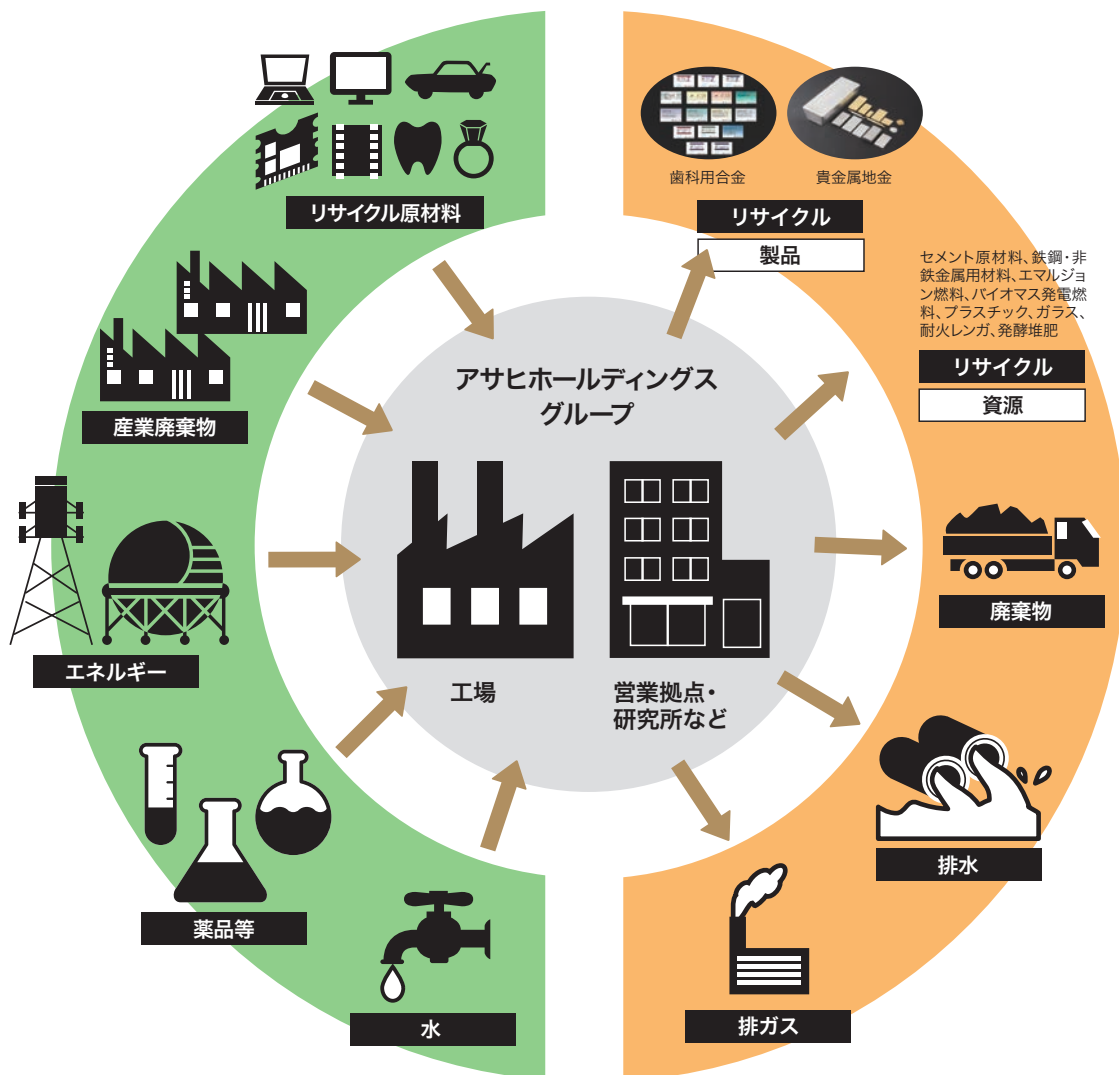 リサイクル原材料
産業廃棄物
エネルギー
薬品等
水
アサヒホールディングス
グループ
工場
営業拠点・
研究所など
歯科用合金
貴金属地金
リサイクル
製品
セメント原材料、鉄鋼・非
鉄金属用材料、エマルジョ
ン燃料、バイオマス発電燃
料、プラスチック、ガラス、
耐火レンガ、発酵堆肥
リサイクル
資源
廃棄物
排水
排ガス